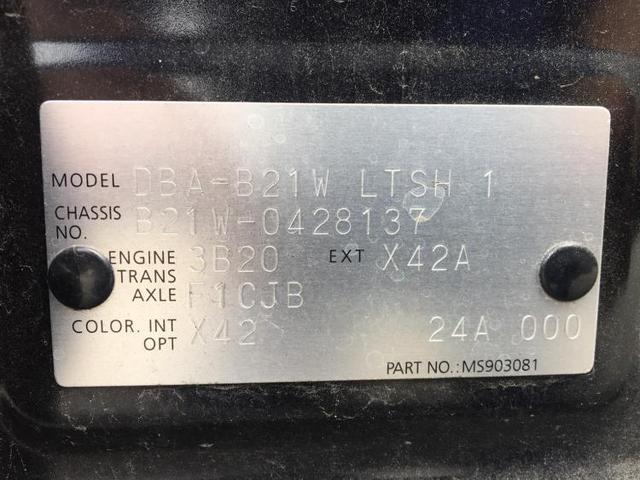 MODEL DBA-B21W LTSH 1
CHASSIS NO. B21W-0428137
ENGINE 3B20 EXT X42A
TRANS AXLE F1CJB
COLOR. INT X42 24A 000
OPT
PART NO.: MS903081